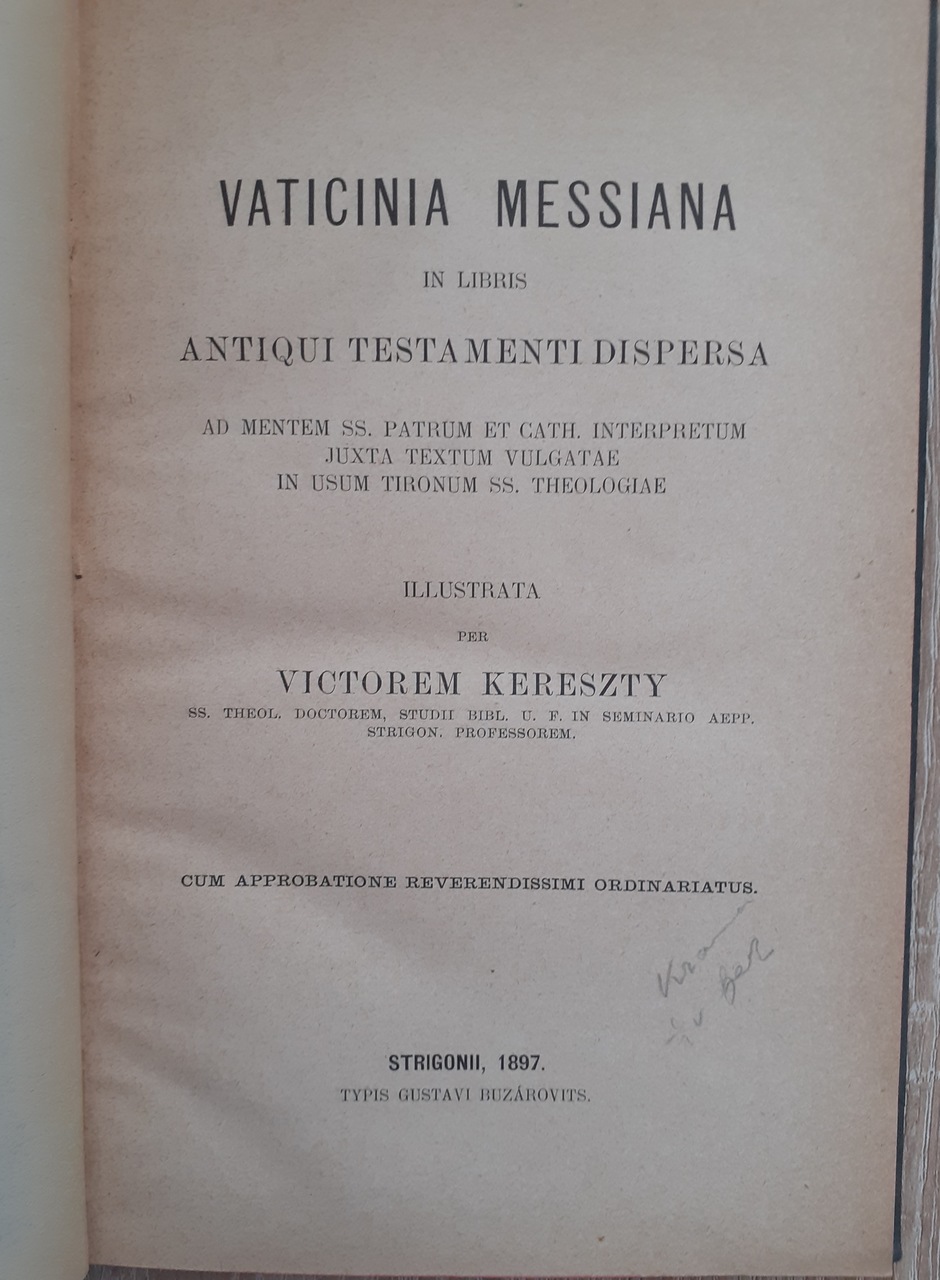 VATICINIA MESSIANA
IN LIBRIS
ANTIQUI TESTAMENTI DISPERSA
AD MENTEM SS. PATRUM ET CATH. INTERPRETUM
JUXTA TEXTUM VULGATAE
IN USUM TIRONUM SS. THEOLOGIAE
ILLUSTRATA
PER
VICTOREM KERESZTY
SS. THEOL. DOCTOREM, STUDII BIBL. U. F. IN SEMINARIO AEPP.
STRIGON. PROFESSOREM.
CUM APPROBATIONE REVERENDISSIMI ORDINARIATUS.
STRIGONII, 1897.
TYPIS GUSTAVI BUZÁROVITS.